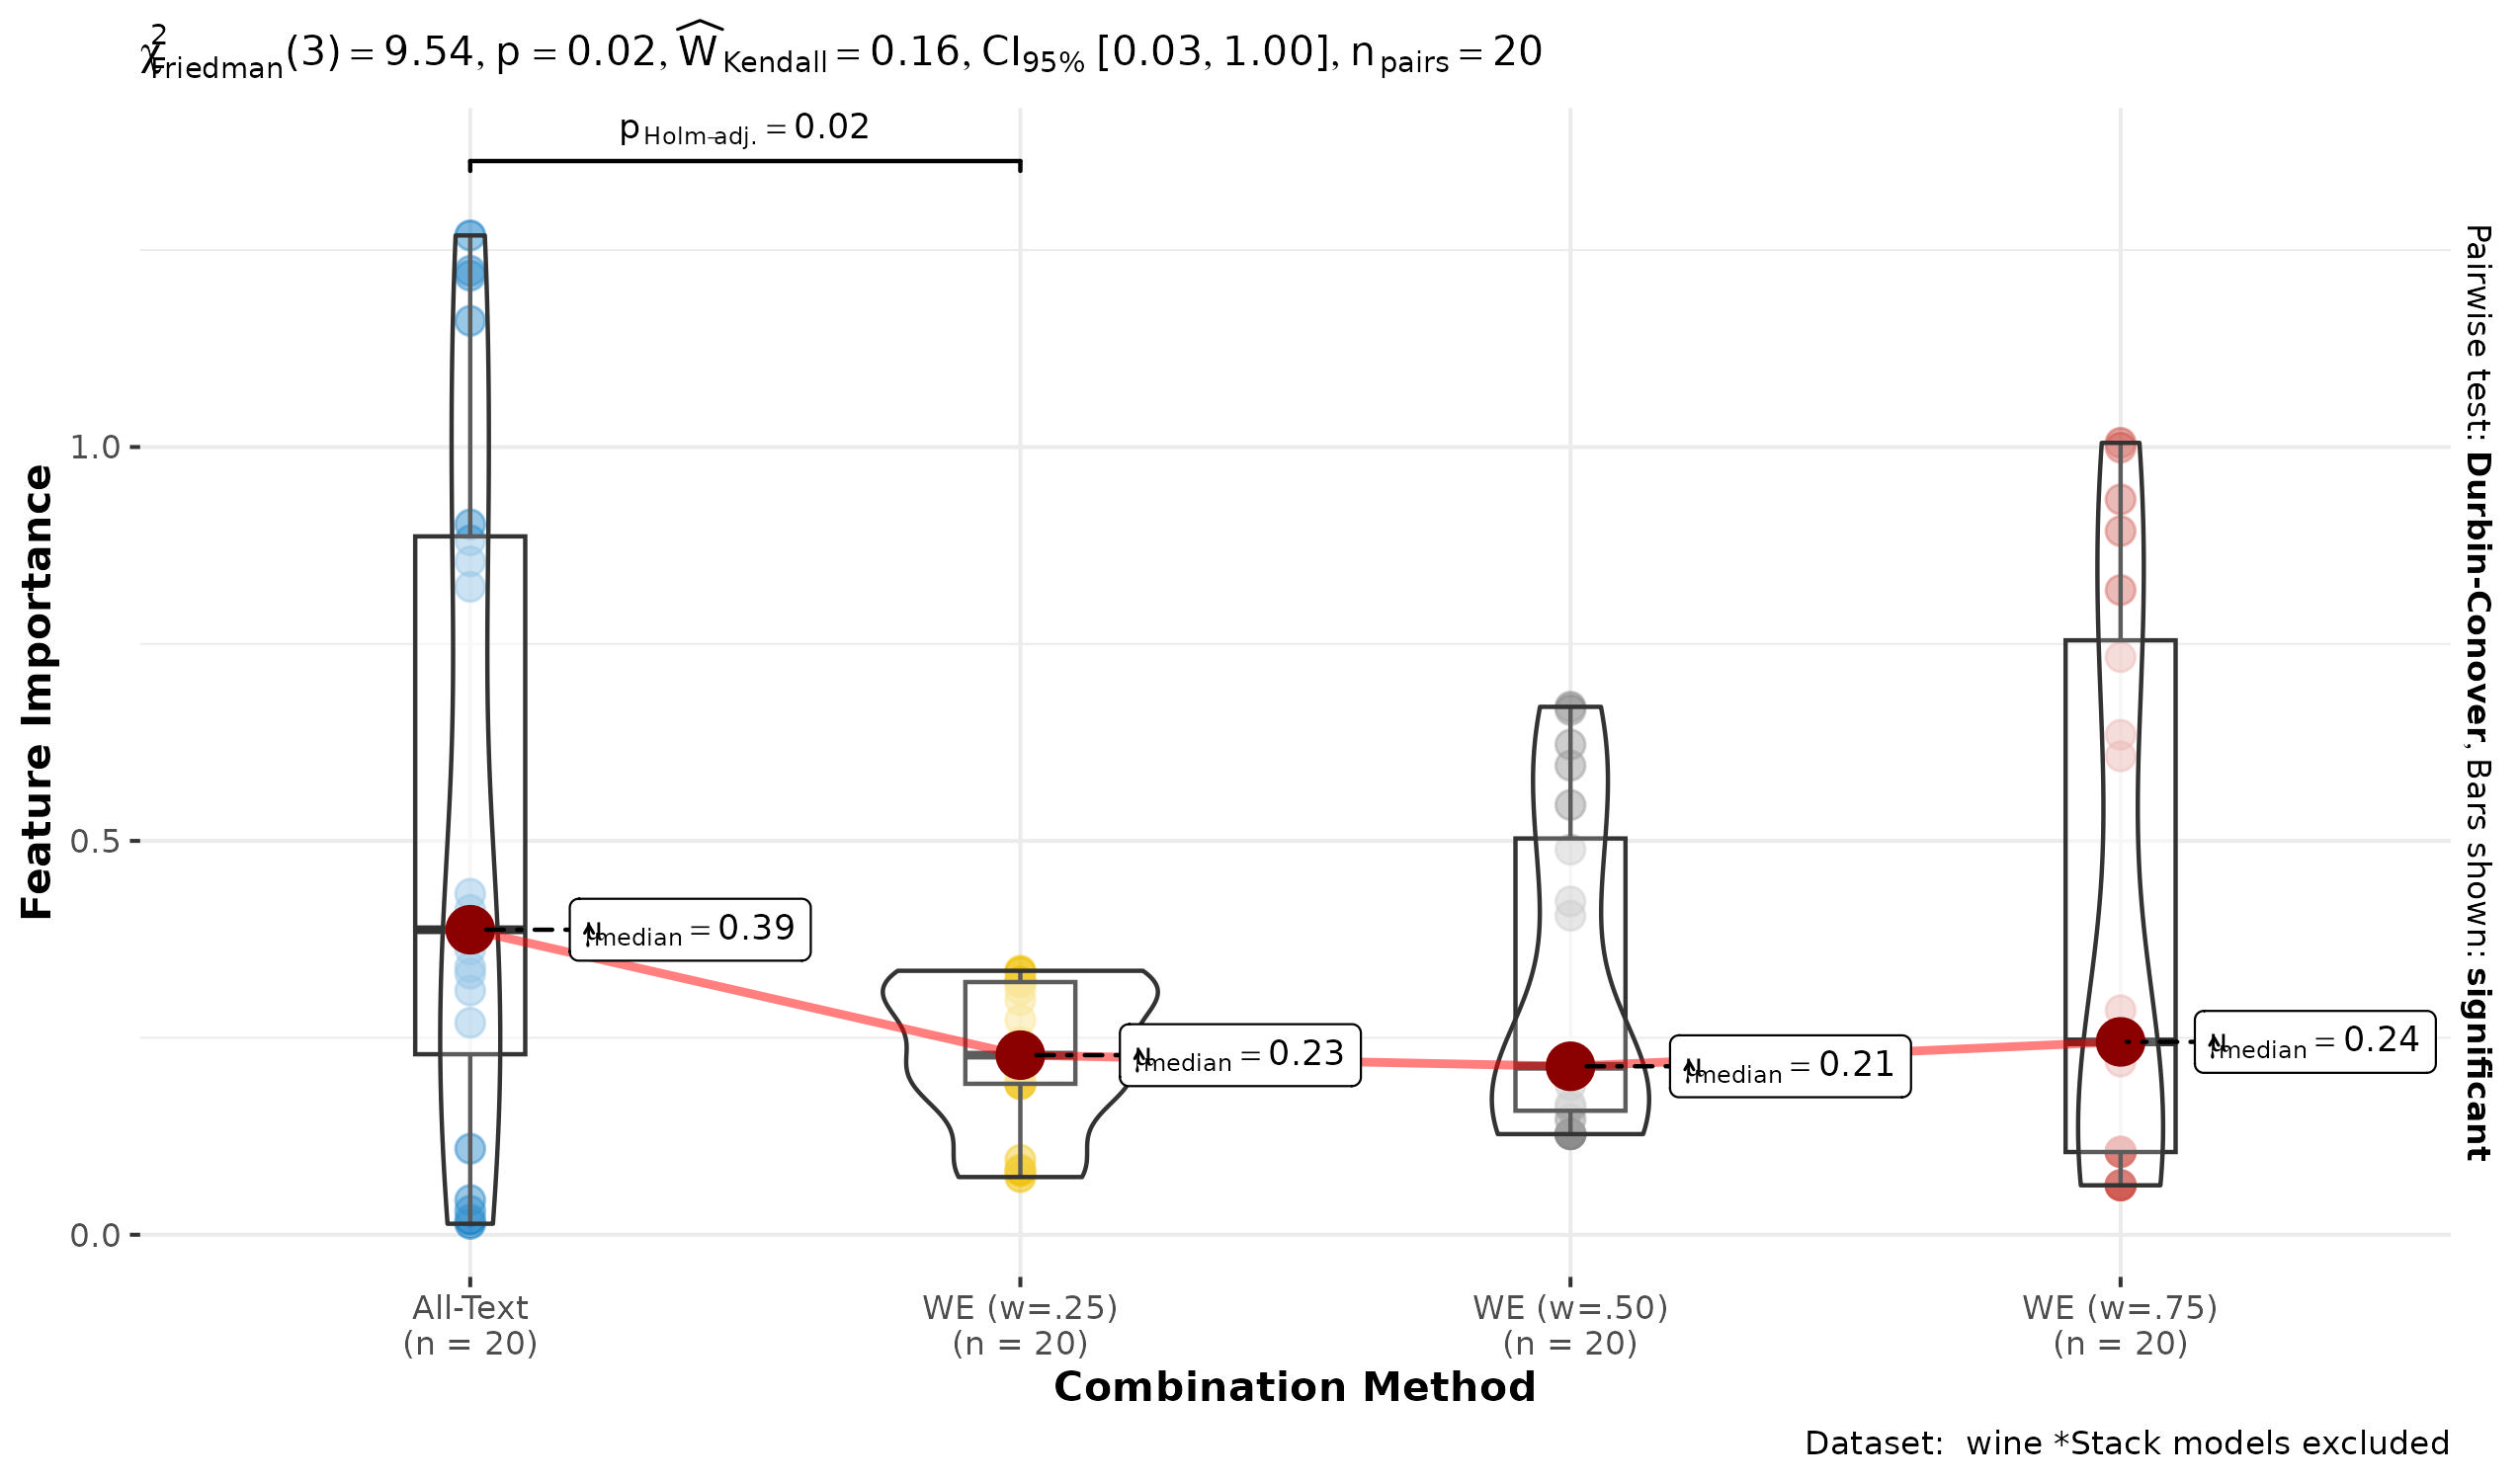 χ²Friedman(3) = 9.54, p = 0.02, ŴKendall = 0.16, CI95% [0.03, 1.00], npairs = 20
pHolm-adj. = 0.02
Pairwise test: Durbin-Conover, Bars shown: significant
Feature Importance
1.0
0.5
0.0
μ̂median = 0.39
μ̂median = 0.23
μ̂median = 0.21
μ̂median = 0.24
All-Text
(n = 20)
WE (w=.25)
(n = 20)
WE (w=.50)
(n = 20)
WE (w=.75)
(n = 20)
Combination Method
Dataset:  wine *Stack models excluded